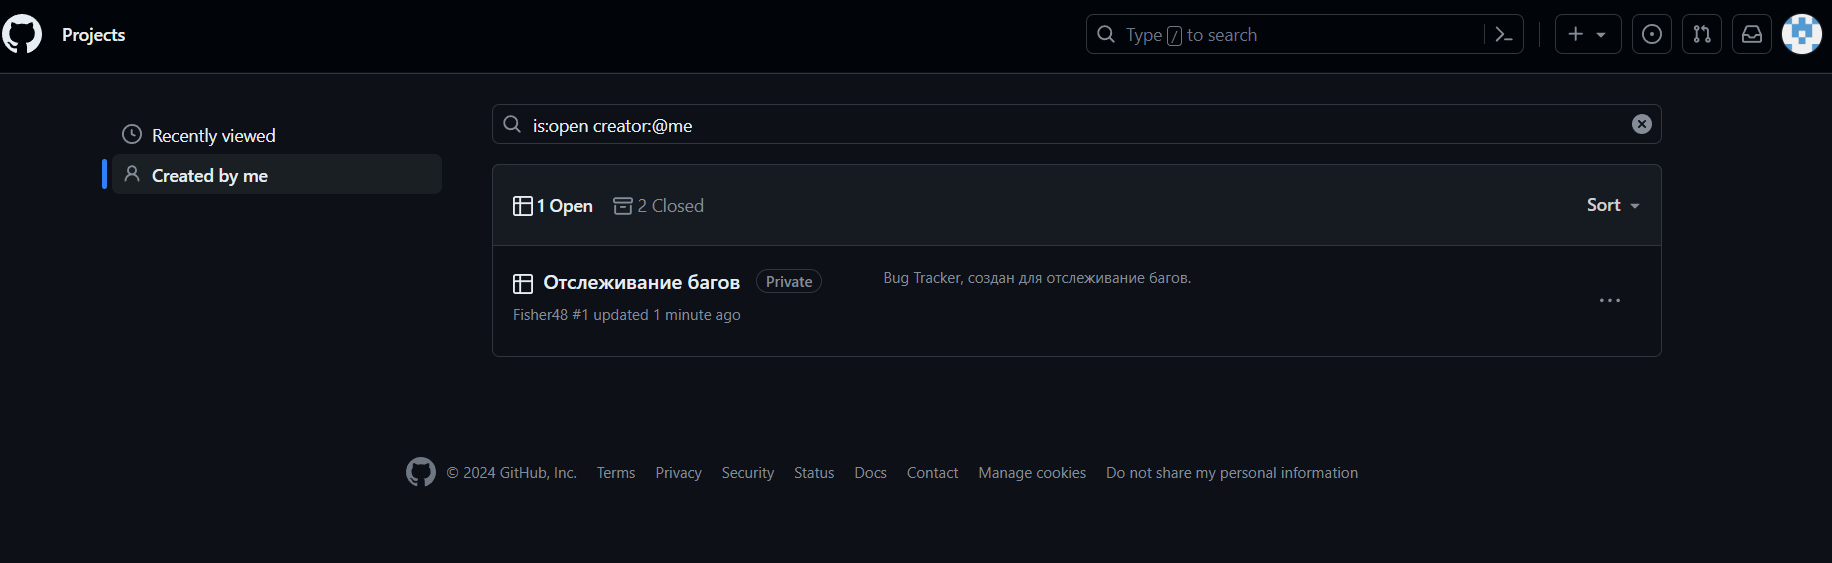 Projects
Type / to search
Recently viewed
Created by me
is:open creator:@me
1 Open 2 Closed
Sort
Отслеживание багов Private
Bug Tracker, создан для отслеживание багов.
Fisher48 #1 updated 1 minute ago
© 2024 GitHub, Inc. Terms Privacy Security Status Docs Contact Manage cookies Do not share my personal information